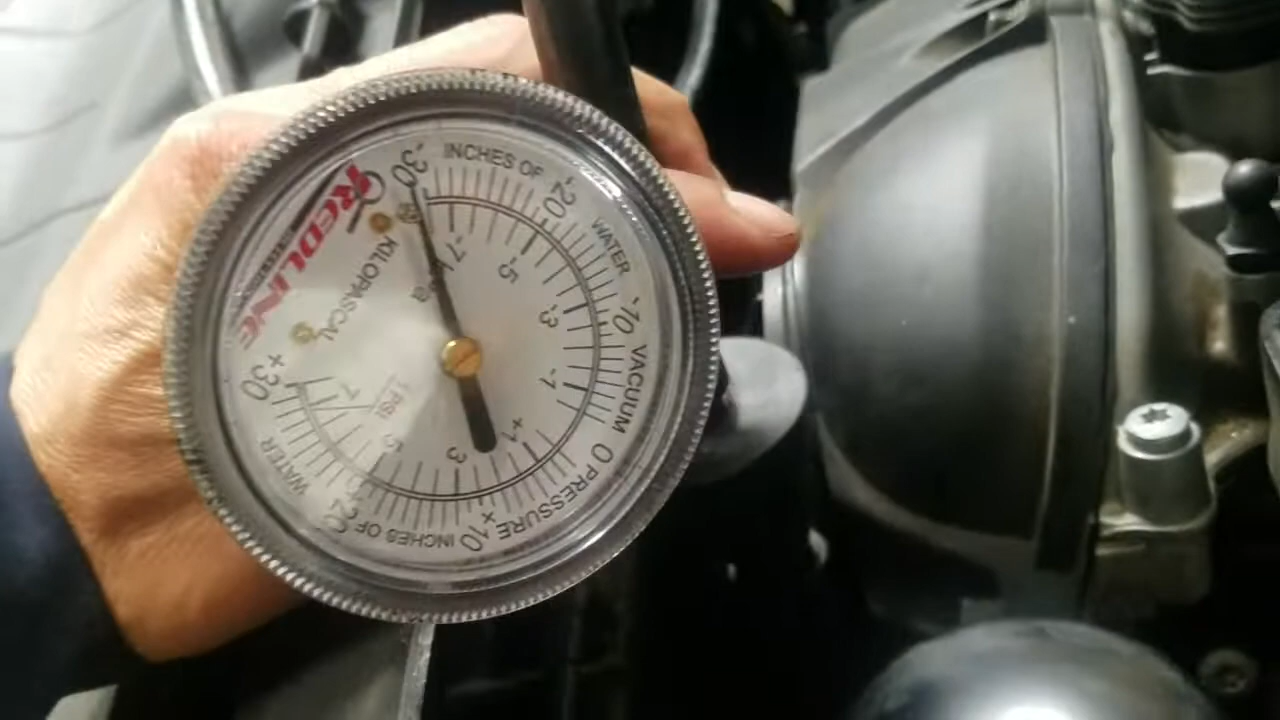 REDLINE
KILOPASCAL
-30
INCHES OF
-20
WATER
-10
VACUUM
0
PRESSURE
+10
INCHES OF
+20
WATER
+30
-7
-5
-3
-1
+1
3
5
7
1 PSI